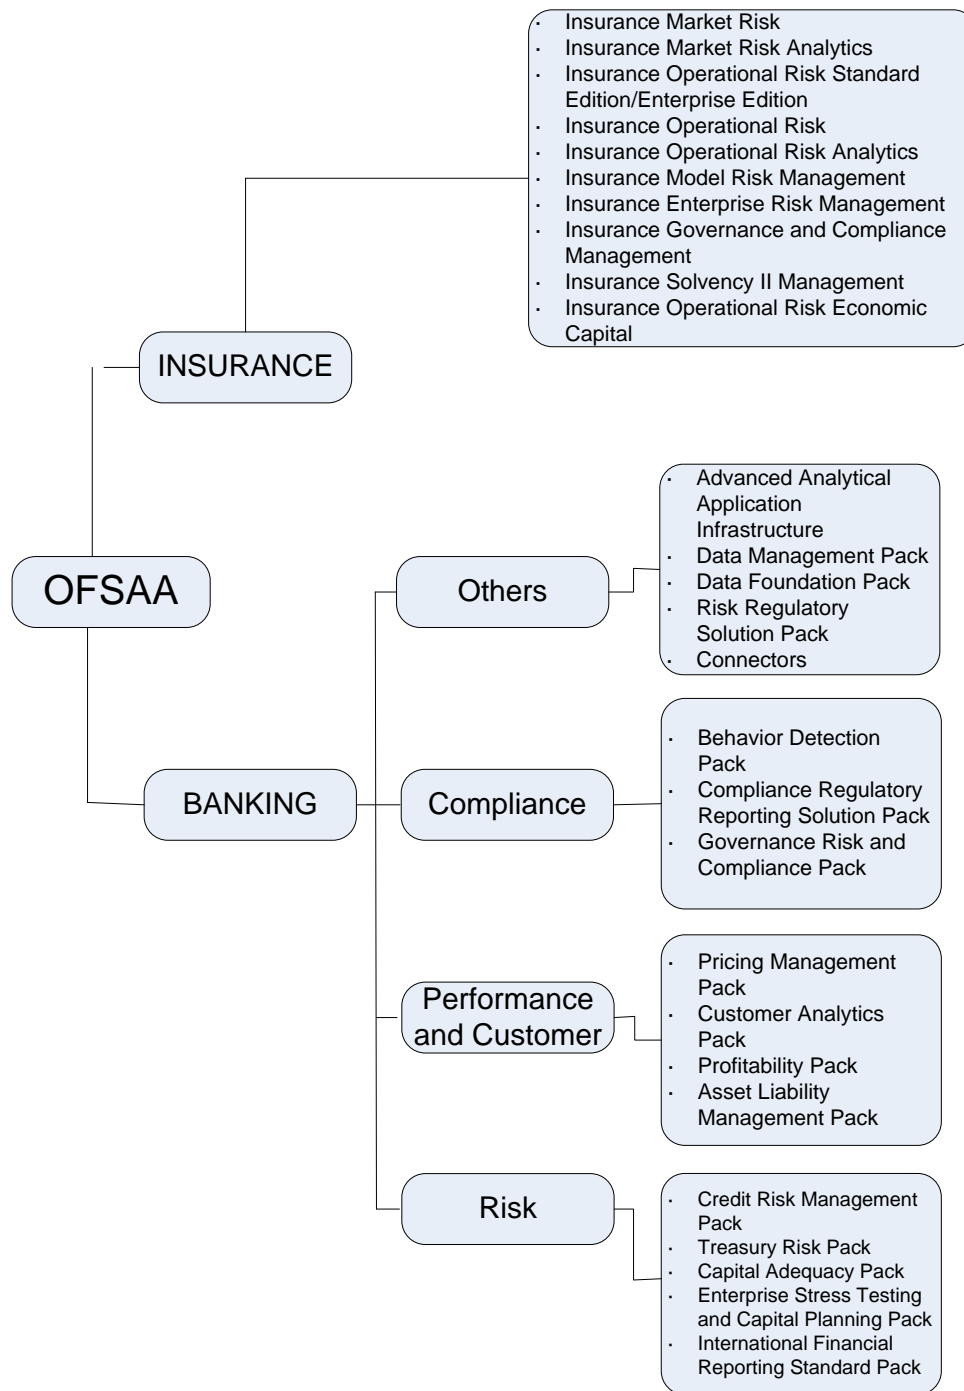 · Insurance Market Risk
· Insurance Market Risk Analytics
· Insurance Operational Risk Standard
Edition/Enterprise Edition
· Insurance Operational Risk
· Insurance Operational Risk Analytics
· Insurance Model Risk Management
· Insurance Enterprise Risk Management
· Insurance Governance and Compliance
Management
· Insurance Solvency II Management
· Insurance Operational Risk Economic
Capital
INSURANCE
OFSAA
BANKING
Others
· Advanced Analytical
Application
Infrastructure
· Data Management Pack
· Data Foundation Pack
· Risk Regulatory
Solution Pack
· Connectors
Compliance
· Behavior Detection
Pack
· Compliance Regulatory
Reporting Solution Pack
· Governance Risk and
Compliance Pack
Performance
and Customer
· Pricing Management
Pack
· Customer Analytics
Pack
· Profitability Pack
· Asset Liability
Management Pack
Risk
· Credit Risk Management
Pack
· Treasury Risk Pack
· Capital Adequacy Pack
· Enterprise Stress Testing
and Capital Planning Pack
· International Financial
Reporting Standard Pack